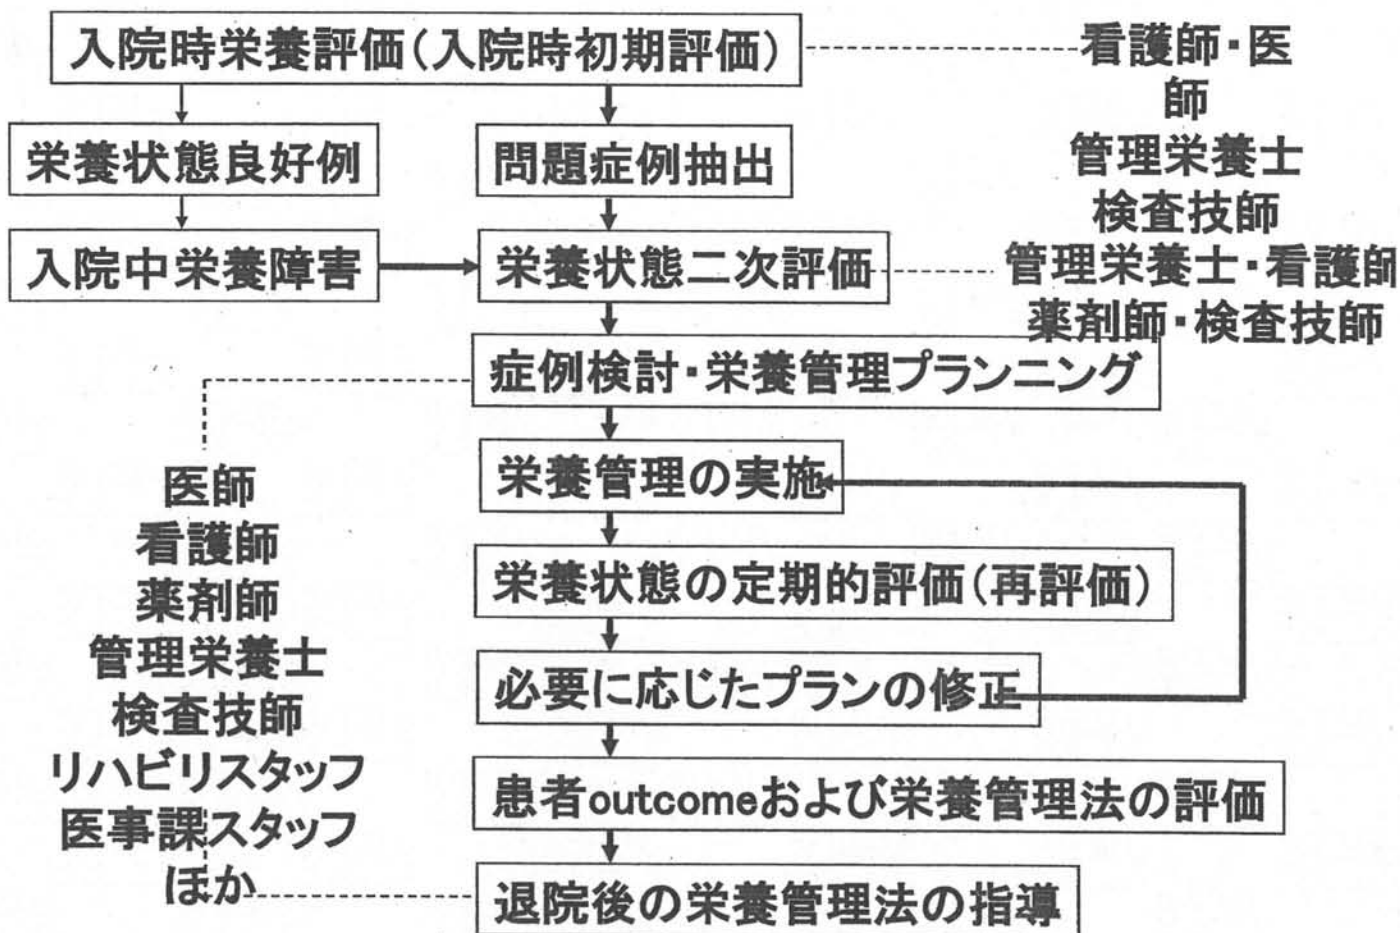 入院時栄養評価(入院時初期評価)
看護師・医
師
管理栄養士
検査技師
栄養状態良好例
問題症例抽出
入院中栄養障害
栄養状態二次評価
管理栄養士・看護師
薬剤師・検査技師
症例検討・栄養管理プランニング
栄養管理の実施
栄養状態の定期的評価(再評価)
必要に応じたプランの修正
患者outcomeおよび栄養管理法の評価
退院後の栄養管理法の指導
医師
看護師
薬剤師
管理栄養士
検査技師
リハビリスタッフ
医事課スタッフ
ほか